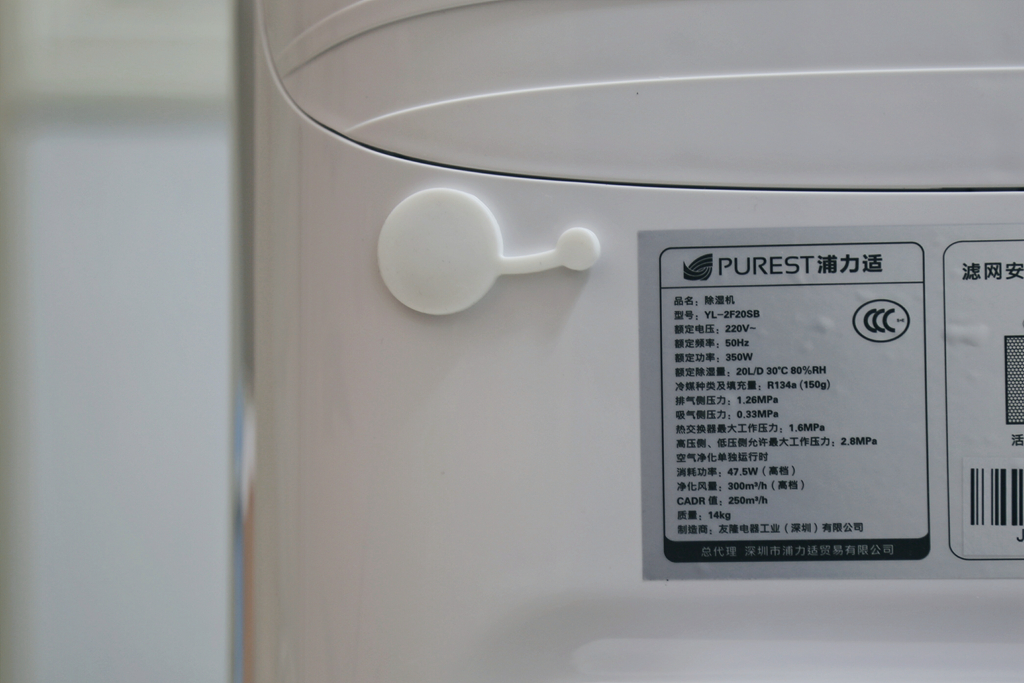 PUREST浦力适
品名：除湿机
型号：YL-2F20SB
额定电压：220V~
额定频率：50Hz
额定功率：350W
额定除湿量：20L/D 30℃ 80%RH
冷媒种类及填充量：R134a (150g)
排气侧压力：1.26MPa
吸气侧压力：0.33MPa
热交换器最大工作压力：1.6MPa
高压侧、低压侧允许最大工作压力：2.8MPa
空气净化单独运行时
消耗功率：47.5W（高档）
净化风量：300m³/h（高档）
CADR 值：250m³/h
质量：14kg
制造商：友隆电器工业（深圳）有限公司
总代理 深圳市浦力适贸易有限公司
CCC
滤网安
活
J